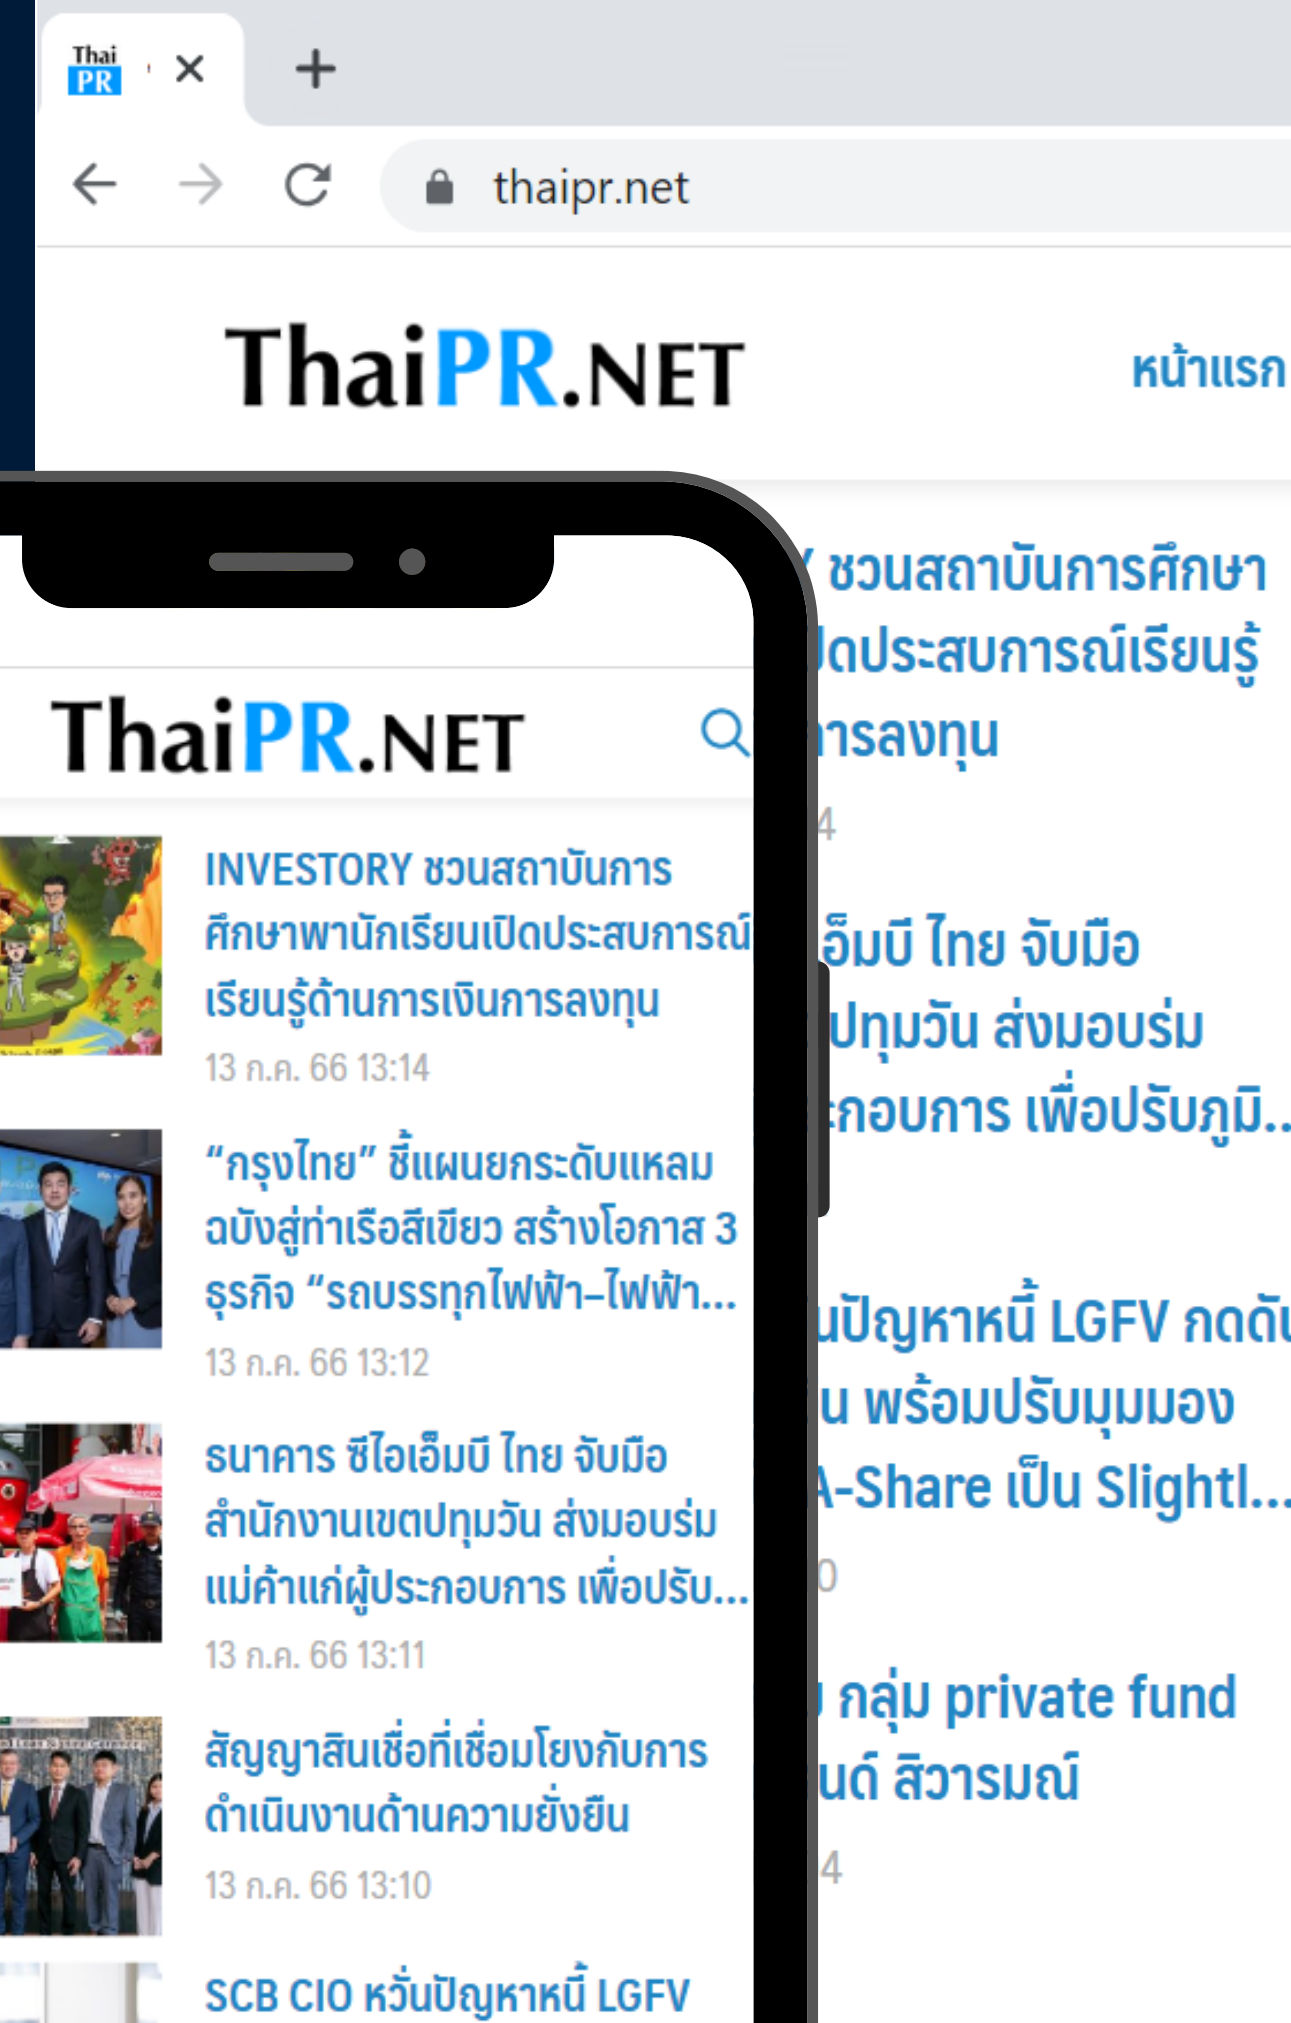 Thai
PR
thaipr.net
ThaiPR.NET
หน้าแรก
ชวนสถาบันการศึกษา
ดประสบการณ์เรียนรู้
ารลงทุน
4
อ็มบี ไทย จับมือ
ปทุมวัน ส่งมอบร่ม
ะกอบการ เพื่อปรับภูมิ...
นปัญหาหนี้ LGFV กดดัน
น พร้อมปรับมุมมอง
A-Share เป็น Slightl...
0
กลุ่ม private fund
นด์ สิวารมณ์
4
ThaiPR.NET
INVESTORY ชวนสถาบันการ
ศึกษาพานักเรียนเปิดประสบการณ์
เรียนรู้ด้านการเงินการลงทุน
13 ก.ค. 66 13:14
“กรุงไทย” ชี้แผนยกระดับแหลม
ฉบังสู่ท่าเรือสีเขียว สร้างโอกาส 3
ธุรกิจ “รถบรรทุกไฟฟ้า–ไฟฟ้า...
13 ก.ค. 66 13:12
ธนาคาร ซีไอเอ็มบี ไทย จับมือ
สำนักงานเขตปทุมวัน ส่งมอบร่ม
แม่ค้าแก่ผู้ประกอบการ เพื่อปรับ...
13 ก.ค. 66 13:11
สัญญาสินเชื่อที่เชื่อมโยงกับการ
ดำเนินงานด้านความยั่งยืน
13 ก.ค. 66 13:10
SCB CIO หวั่นปัญหาหนี้ LGFV